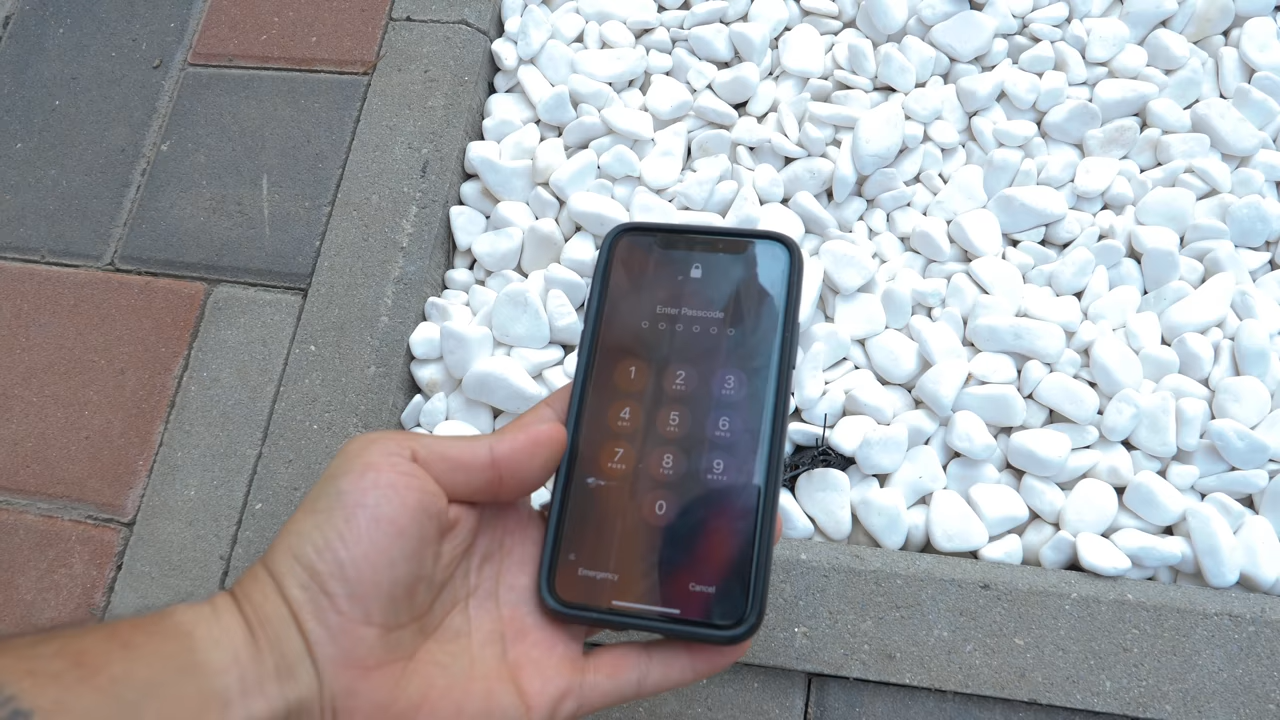 Enter Passcode
1 2 3
ABC DEF
4 5 6
GHI JKL MNO
7 8 9
PQRS TUV WXYZ
0
Emergency Cancel